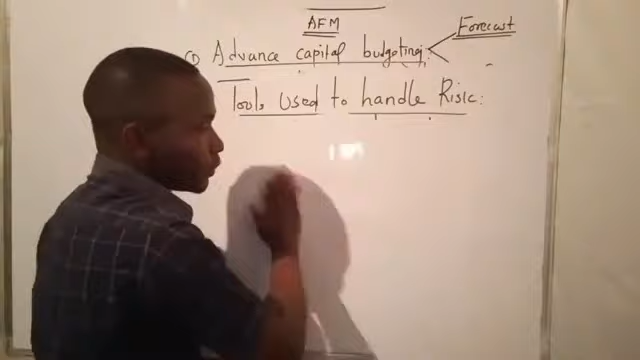 AFM
Forecast
① Advance capital budgeting
Tools Used to handle Risk: